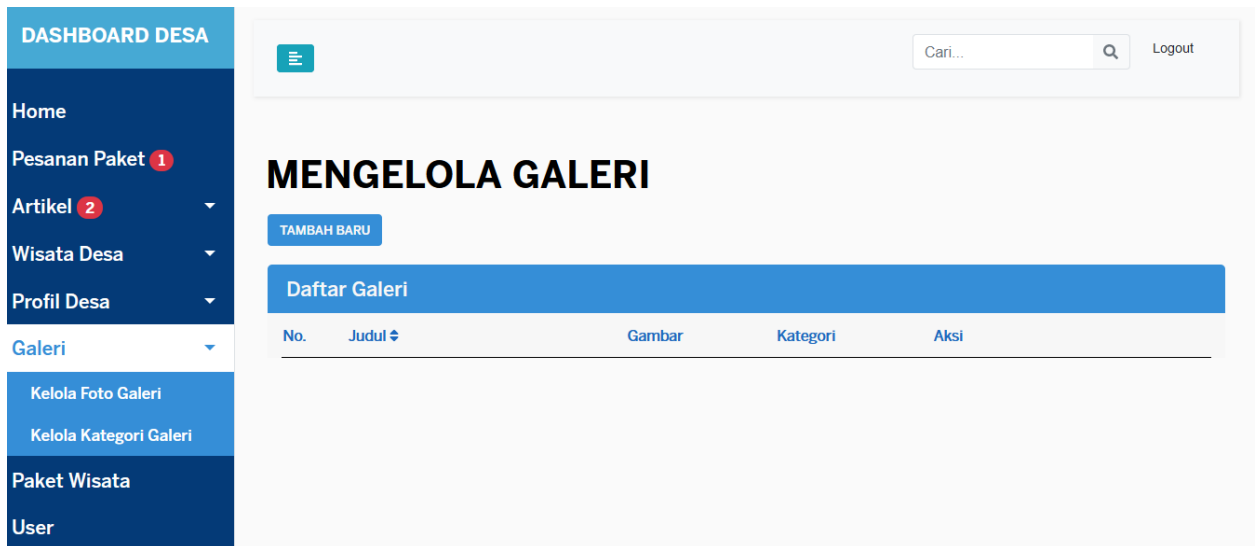 DASHBOARD DESA
Cari...
Logout
Home
Pesanan Paket 1
Artikel 2
Wisata Desa
Profil Desa
Galeri
Kelola Foto Galeri
Kelola Kategori Galeri
Paket Wisata
User
MENGELOLA GALERI
TAMBAH BARU
Daftar Galeri
No. Judul Gambar Kategori Aksi